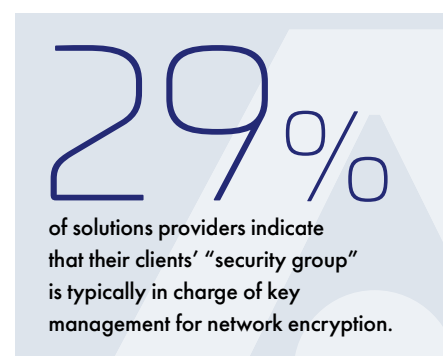 29%
of solutions providers indicate
that their clients’ “security group”
is typically in charge of key
management for network encryption.